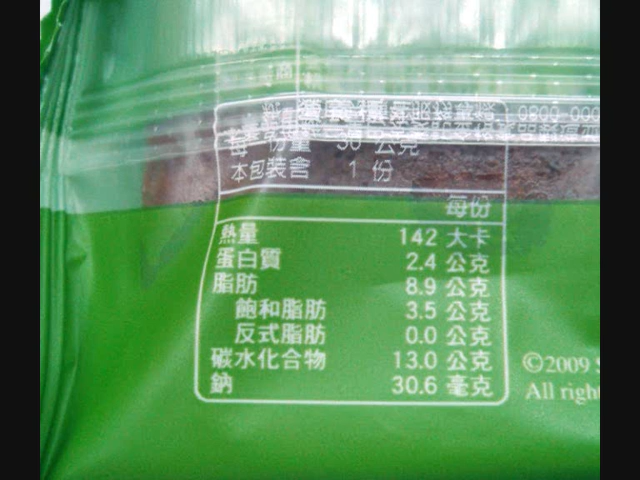 0800-000
每一份量 30 公克
本包裝含 1 份
每份
熱量 142 大卡
蛋白質 2.4 公克
脂肪 8.9 公克
飽和脂肪 3.5 公克
反式脂肪 0.0 公克
碳水化合物 13.0 公克
鈉 30.6 毫克
©2009 S
All righ